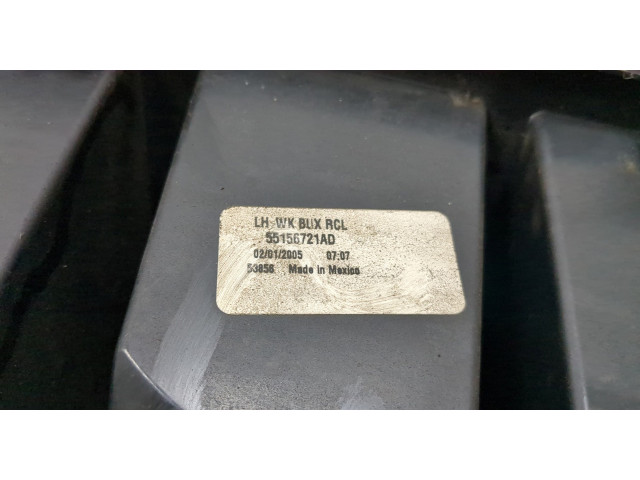 LH WK BUX RCL
55156721AD
02/01/2005 07:07
53856 Made in Mexico